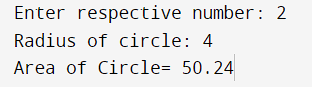 Enter respective number: 2
Radius of circle: 4
Area of Circle= 50.24